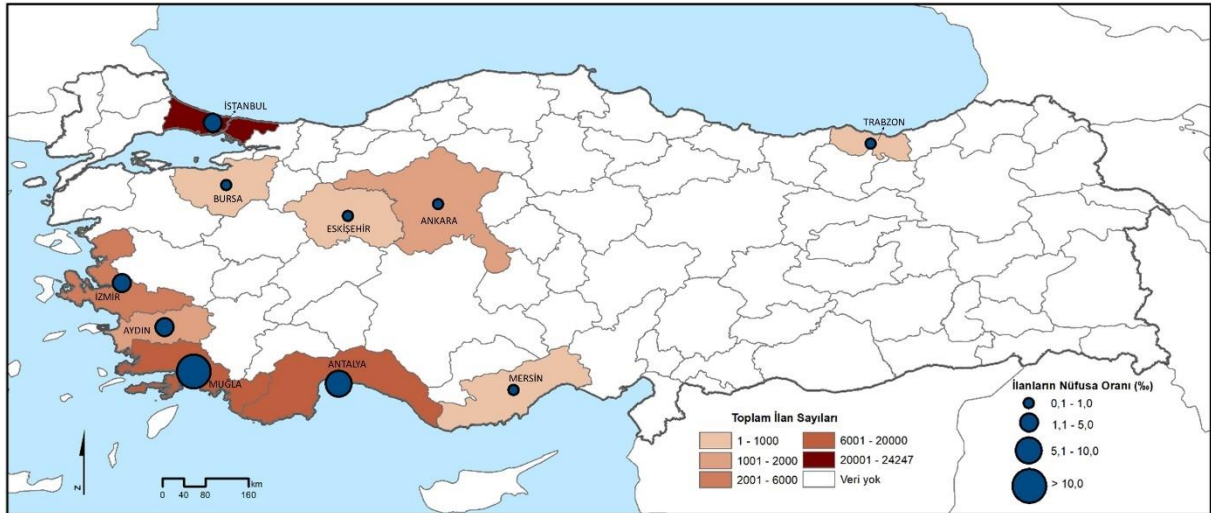 İSTANBUL
TRABZON
BURSA
ESKİŞEHİR
ANKARA
IZMIR
AYDIN
MUĞLA
ANTALYA
MERSİN
İlanların Nüfusa Oranı (‰)
0,1 - 1,0
1,1 - 5,0
5,1 - 10,0
> 10,0
Toplam İlan Sayıları
1 - 1000
1001 - 2000
2001 - 6000
6001 - 20000
20001 - 24247
Veri yok
N
km
0 40 80 160